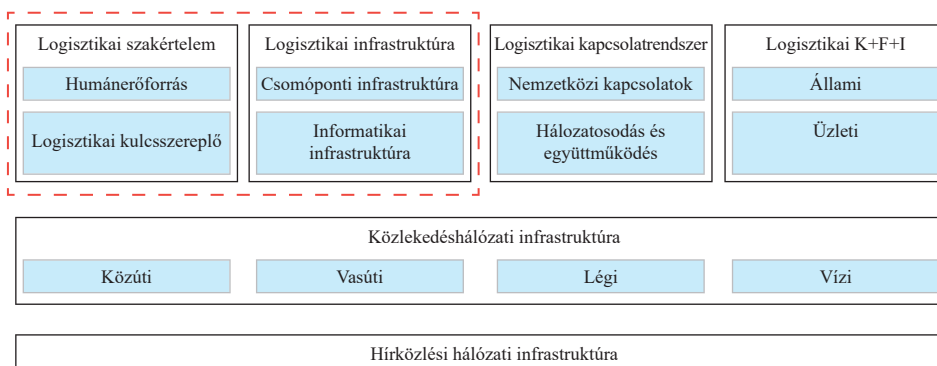 Logisztikai szakértelem
Humánerőforrás
Logisztikai kulcsszereplő
Logisztikai infrastruktúra
Csomóponti infrastruktúra
Informatikai
infrastruktúra
Logisztikai kapcsolatrendszer
Nemzetközi kapcsolatok
Hálozatosodás és
együttműködés
Logisztikai K+F+I
Állami
Üzleti
Közlekedéshálózati infrastruktúra
Közúti
Vasúti
Légi
Vízi
Hírközlési hálózati infrastruktúra